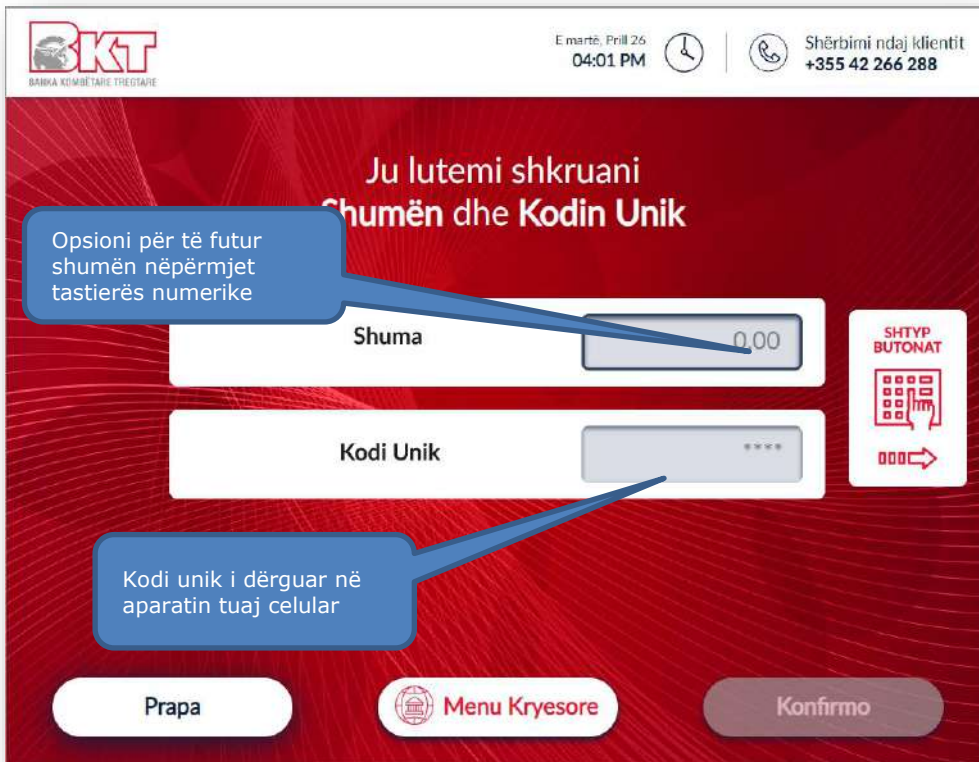 BKT
BANKA KOMBËTARE TREGTARE
E martë, Prill 26
04:01 PM
Shërbimi ndaj klientit
+355 42 266 288
Ju lutemi shkruani
Shumën dhe Kodin Unik
Opsioni për të futur
shumën nëpërmjet
tastierës numerike
Shuma
0.00
SHTYP
BUTONAT
Kodi Unik
****
Kodi unik i dërguar në
aparatin tuaj celular
Prapa
Menu Kryesore
Konfirmo